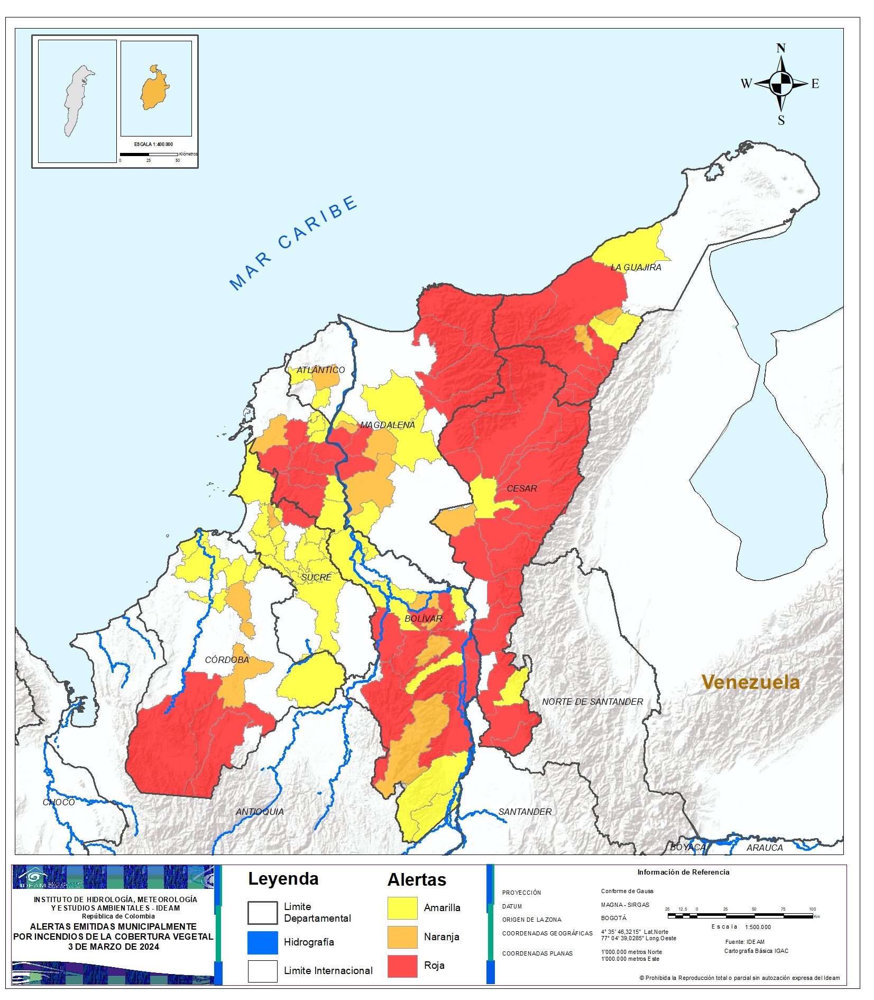 ESCALA 1:400.000
Kilómetros
0 25 50
N
W E
S
MAR CARIBE
LA GUAJIRA
ATLÁNTICO
MAGDALENA
CESAR
SUCRE
BOLÍVAR
CÓRDOBA
Venezuela
NORTE DE SANTANDER
CHOCÓ
ANTIOQUIA
SANTANDER
BOYACÁ
ARAUCA
IDEAM
INSTITUTO DE HIDROLOGÍA, METEOROLOGÍA
Y ESTUDIOS AMBIENTALES - IDEAM
República de Colombia
ALERTAS EMITIDAS MUNICIPALMENTE
POR INCENDIOS DE LA COBERTURA VEGETAL
3 DE MARZO DE 2024
Leyenda
Limite
Departamental
Hidrografía
Limite Internacional
Alertas
Amarilla
Naranja
Roja
Información de Referencia
PROYECCIÓN Conforme de Gauss
DATUM MAGNA - SIRGAS
ORIGEN DE LA ZONA BOGOTÁ
COORDENADAS GEOGRÁFICAS 4° 35' 46,3215" Lat.Norte
77° 04' 39,0285" Long.Oeste
COORDENADAS PLANAS 1'000.000 metros Norte
1'000.000 metros Este
25 12,5 0 25 50 75 100
Km
Escala 1:500.000
Fuente: IDEAM
Cartografía Básica IGAC
© Prohibida la Reproducción total o parcial sin autozación expresa del Ideam